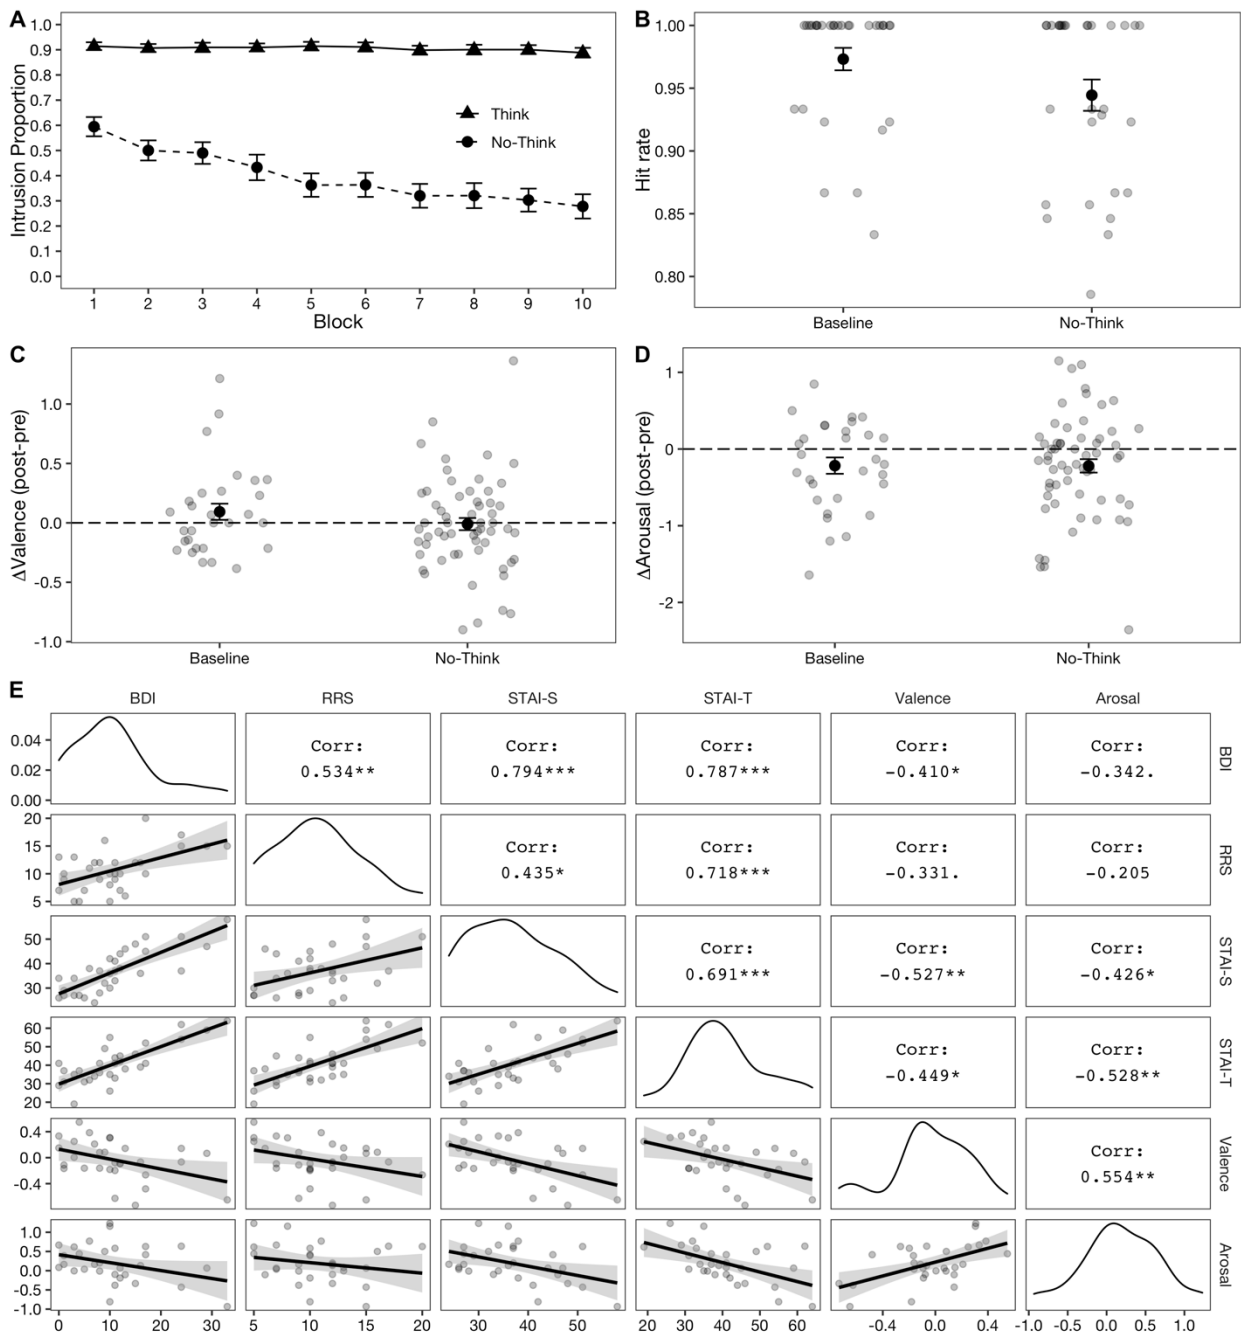 A
1.0
0.9
0.8
0.7
0.6
0.5
0.4
0.3
0.2
0.1
0.0
Intrusion Proportion
Think
No-Think
1 2 3 4 5 6 7 8 9 10
Block
B
1.00
0.95
0.90
0.85
0.80
Hit rate
Baseline No-Think
C
1.0
0.5
0.0
-0.5
-1.0
ΔValence (post-pre)
Baseline No-Think
D
1
0
-1
-2
ΔArousal (post-pre)
Baseline No-Think
E
BDI RRS STAI-S STAI-T Valence Arosal
0.04
0.02
0.00
Corr:
0.534**
Corr:
0.794***
Corr:
0.787***
Corr:
-0.410*
Corr:
-0.342.
BDI
20
15
10
5
Corr:
0.435*
Corr:
0.718***
Corr:
-0.331.
Corr:
-0.205
RRS
50
40
30
Corr:
0.691***
Corr:
-0.527**
Corr:
-0.426*
STAI-S
60
50
40
30
20
Corr:
-0.449*
Corr:
-0.528**
STAI-T
0.4
0.0
-0.4
Corr:
0.554**
Valence
1.0
0.5
0.0
-0.5
-1.0
Arosal
0 10 20 30
5 10 15 20
30 40 50
20 30 40 50 60
-0.4 0.0 0.4
-1.0 -0.5 0.0 0.5 1.0